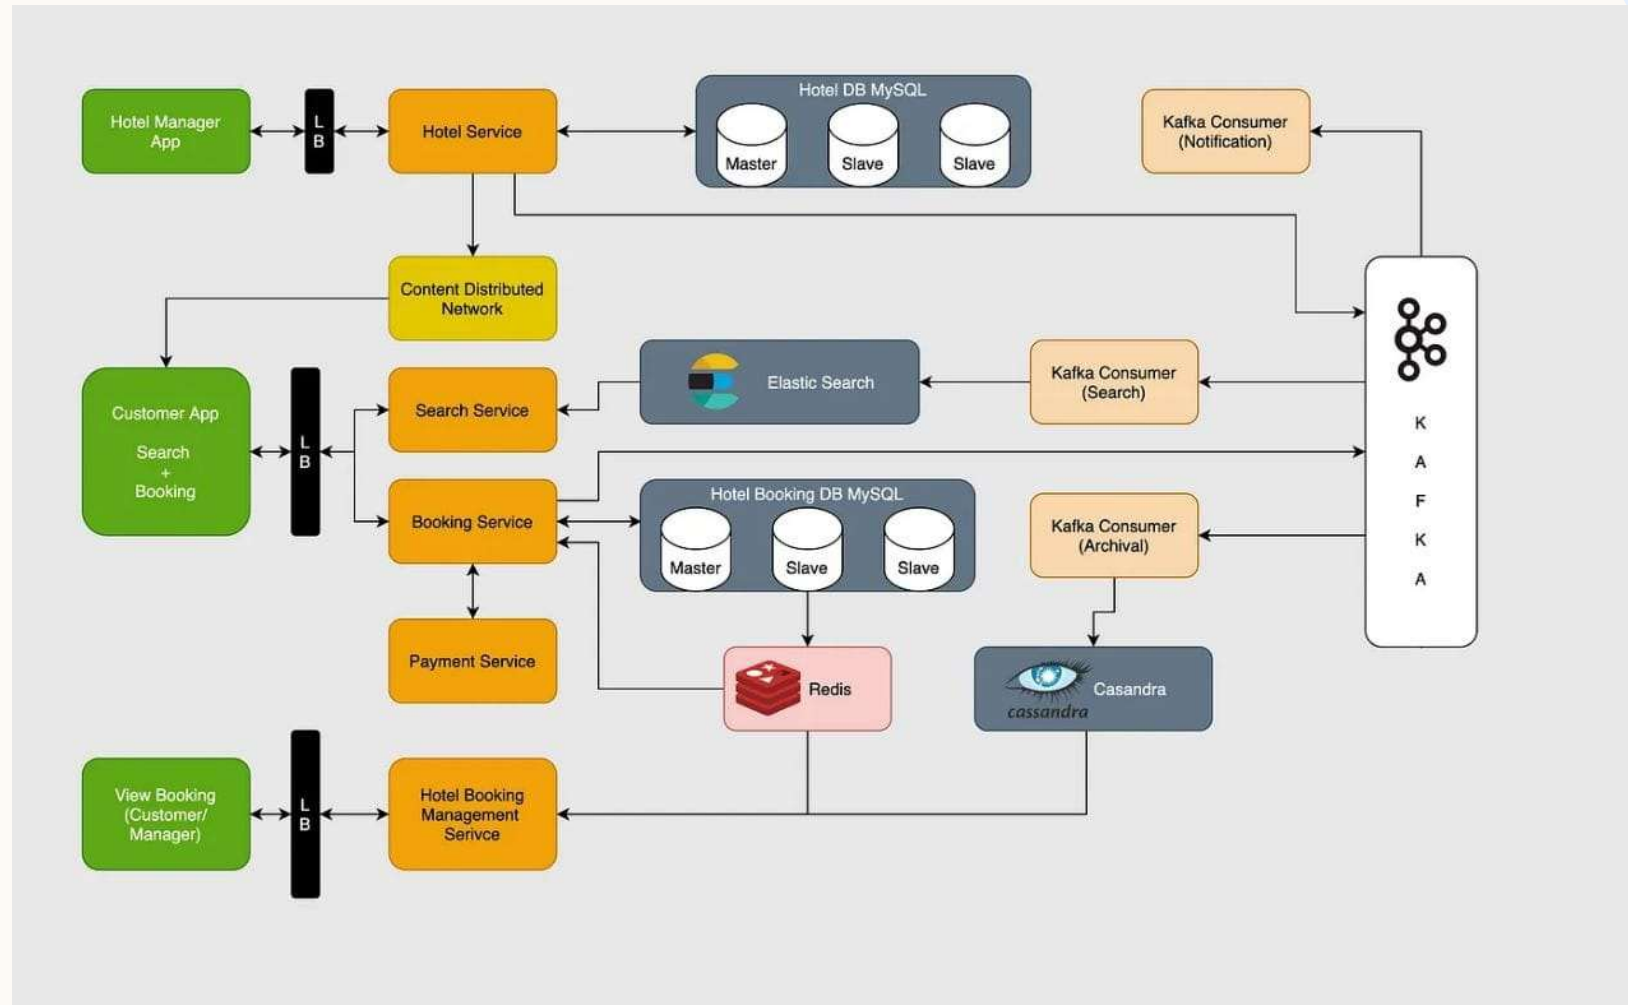 Hotel DB MySQL
Hotel Manager
App
L
B
Hotel Service
Master
Slave
Slave
Kafka Consumer
(Notification)
Content Distributed
Network
Customer App
Search
+
Booking
L
B
Search Service
Elastic Search
Kafka Consumer
(Search)
K
A
F
K
A
Booking Service
Hotel Booking DB MySQL
Master
Slave
Slave
Kafka Consumer
(Archival)
Payment Service
Redis
cassandra
Casandra
View Booking
(Customer/
Manager)
L
B
Hotel Booking
Management
Serivce